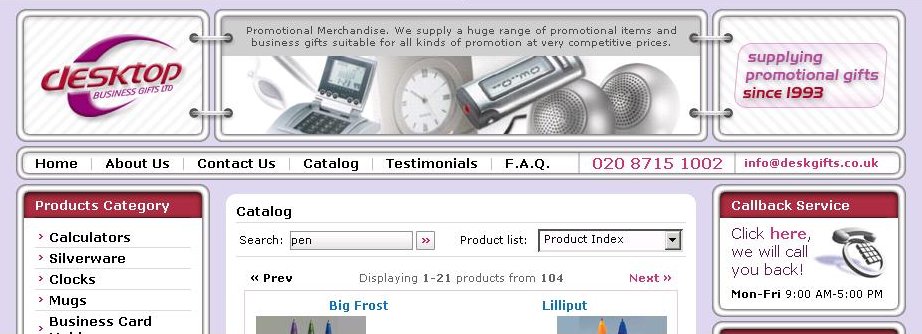 desktop
BUSINESS GIFTS LTD
Promotional Merchandise. We supply a huge range of promotional items and
business gifts suitable for all kinds of promotion at very competitive prices.
supplying
promotional gifts
since 1993
Home About Us Contact Us Catalog Testimonials F.A.Q. 020 8715 1002 info@deskgifts.co.uk
Products Category
Calculators
Silverware
Clocks
Mugs
Business Card
Catalog
Search: pen » Product list: Product Index
« Prev Displaying 1-21 products from 104 Next »
Big Frost Lilliput
Callback Service
Click here,
we will call
you back!
Mon-Fri 9:00 AM-5:00 PM